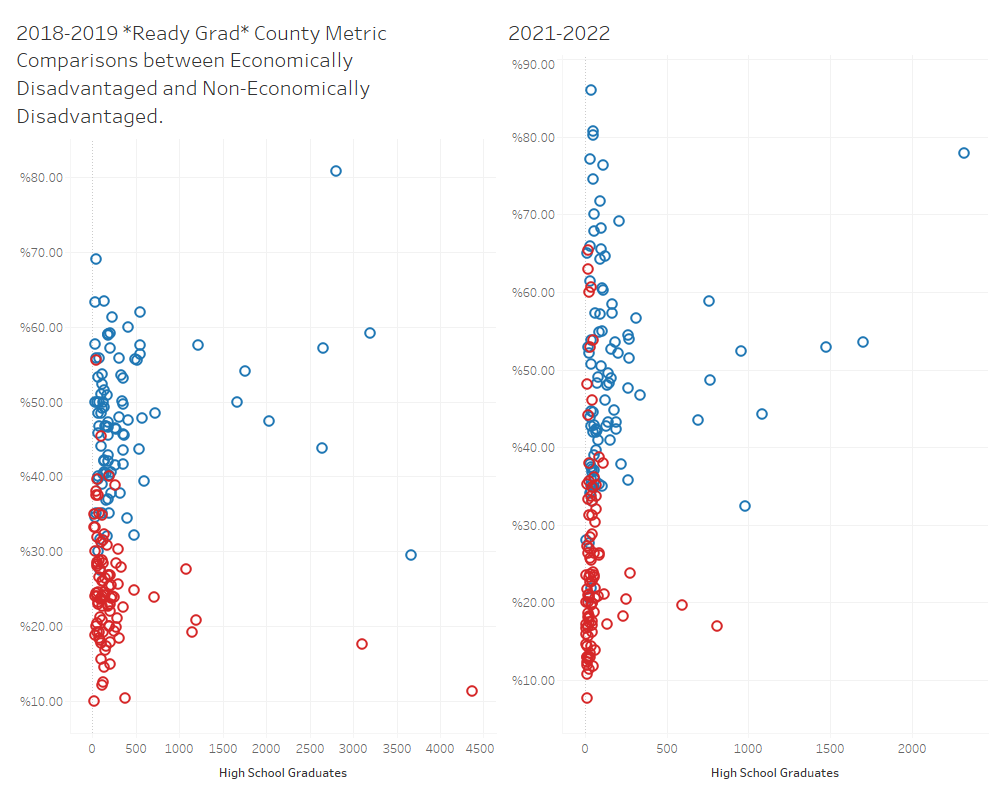 2018-2019 *Ready Grad* County Metric
Comparisons between Economically
Disadvantaged and Non-Economically
Disadvantaged.
%80.00
%70.00
%60.00
%50.00
%40.00
%30.00
%20.00
%10.00
0 500 1000 1500 2000 2500 3000 3500 4000 4500
High School Graduates
2021-2022
%90.00
%80.00
%70.00
%60.00
%50.00
%40.00
%30.00
%20.00
%10.00
0 500 1000 1500 2000
High School Graduates